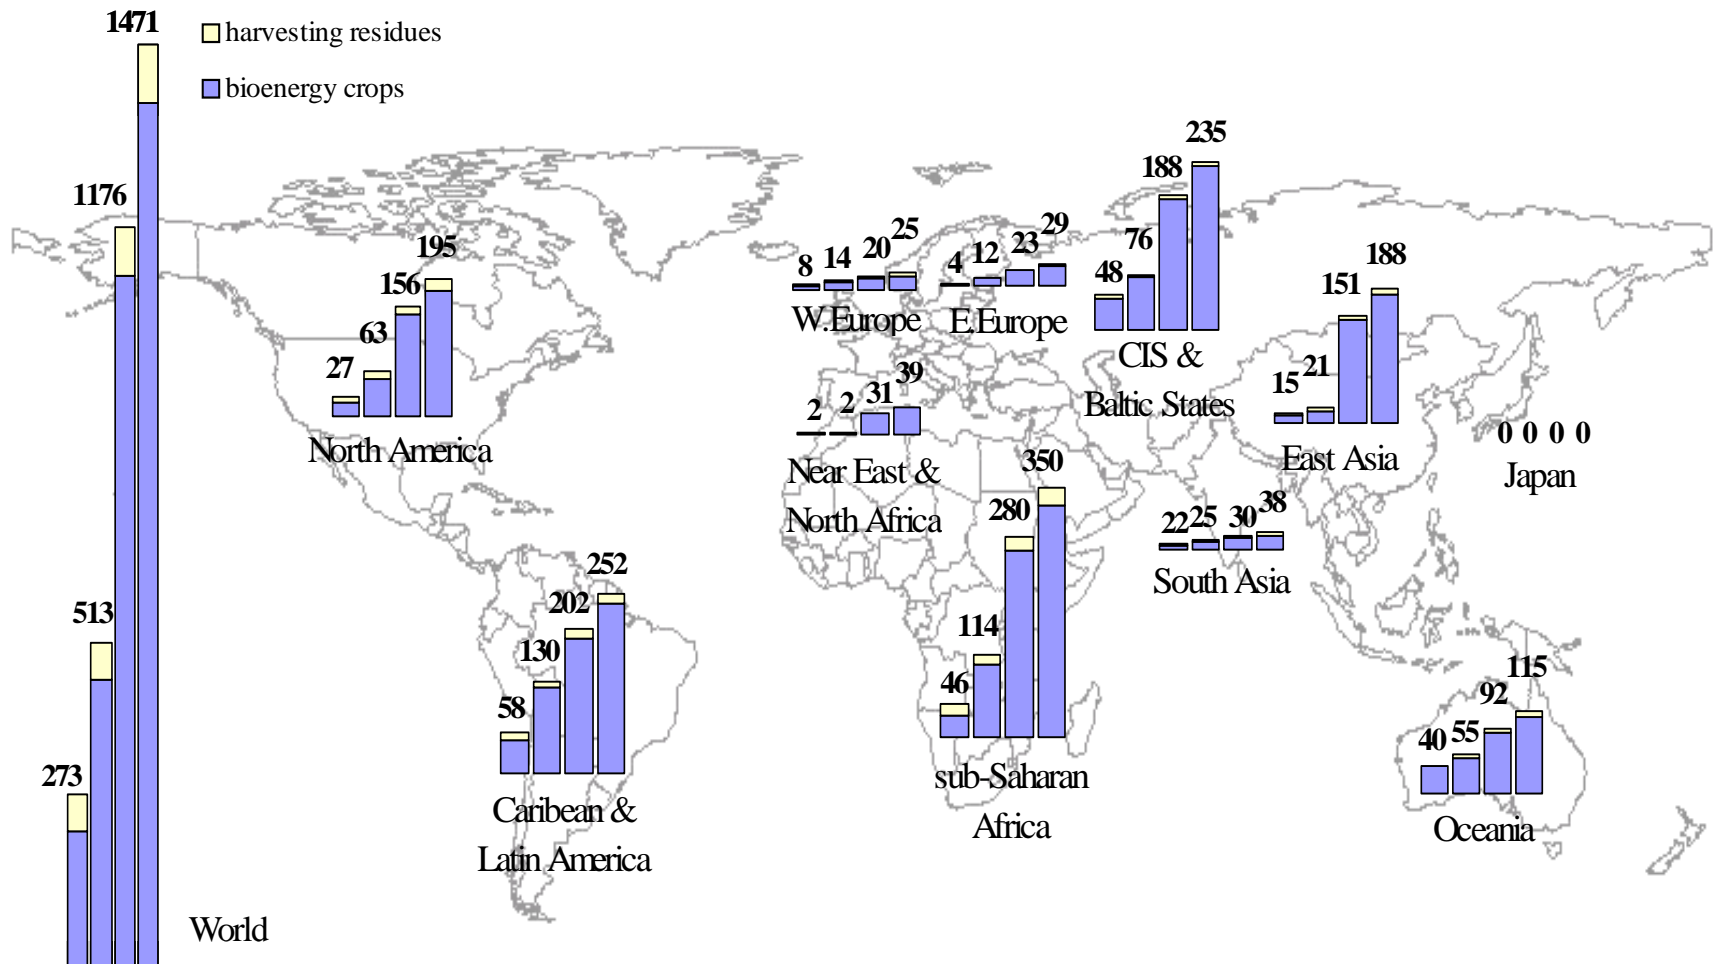 1471
harvesting residues
bioenergy crops
1176
513
273
World
27 63 156 195
North America
58 130 202 252
Caribean &
Latin America
8 14 20 25
W.Europe
4 12 23 29
E.Europe
48 76 188 235
CIS &
Baltic States
2 2 31 39
Near East &
North Africa
46 114 280 350
sub-Saharan
Africa
15 21 151 188
East Asia
0 0 0 0
Japan
22 25 30 38
South Asia
40 55 92 115
Oceania